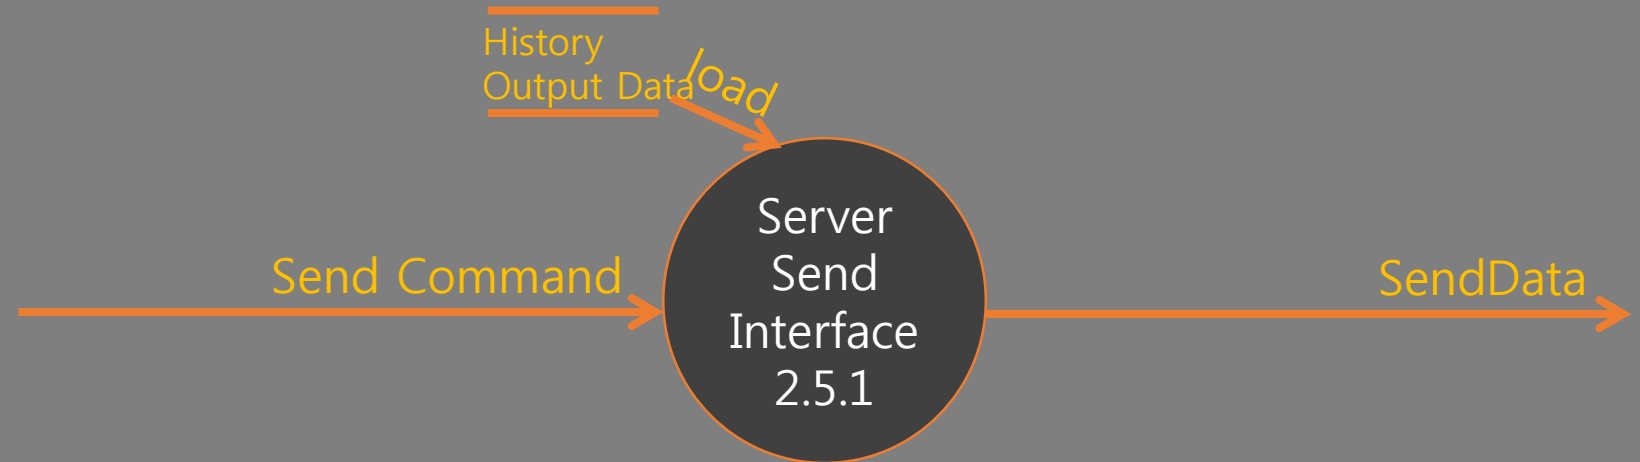 History
Output Data
load
Send Command
Server
Send
Interface
2.5.1
SendData